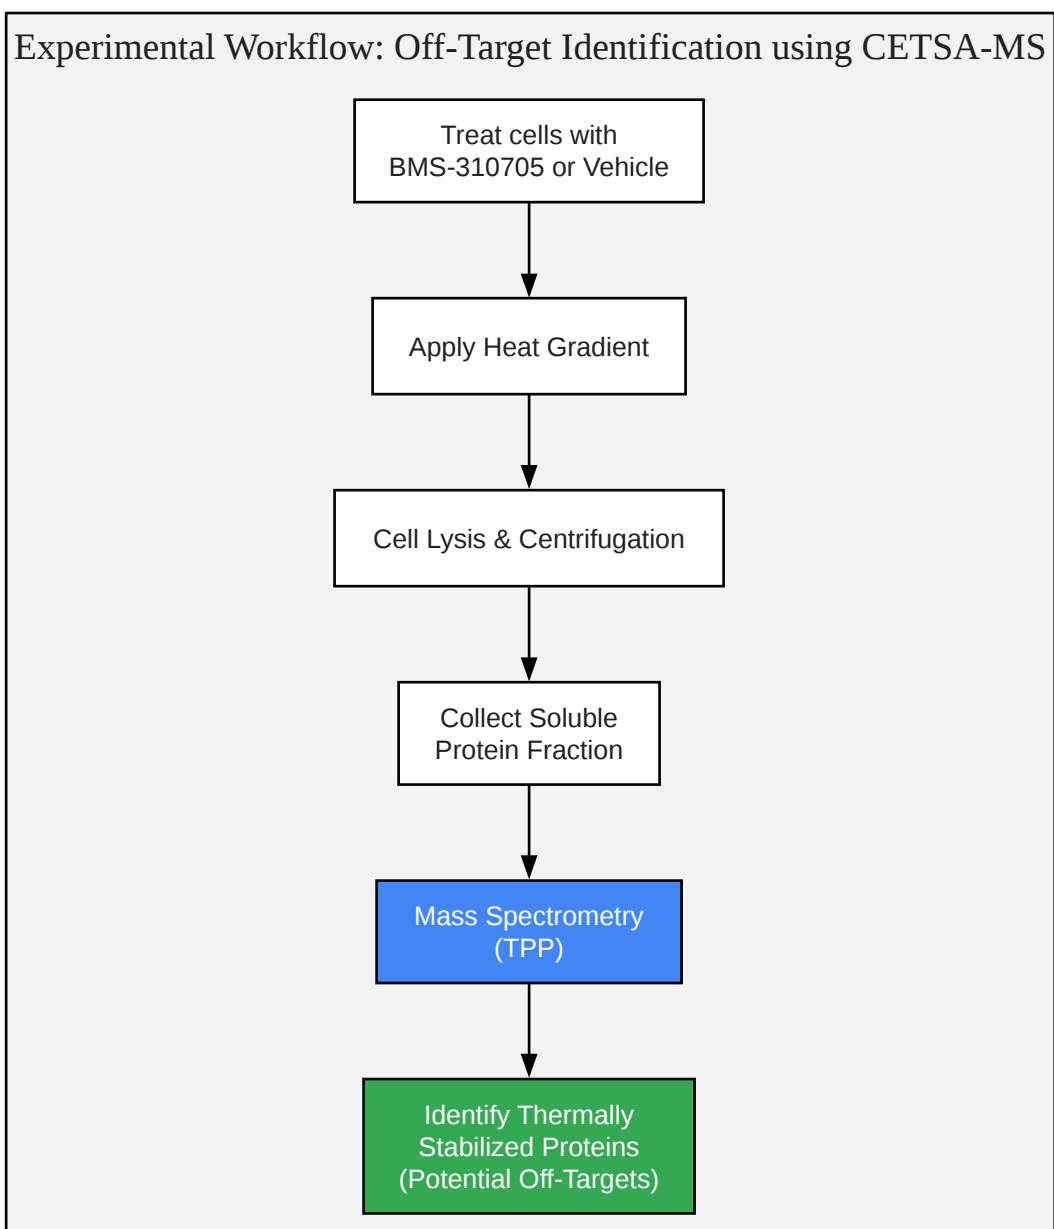 Experimental Workflow: Off-Target Identification using CETSA-MS
Treat cells with
BMS-310705 or Vehicle
Apply Heat Gradient
Cell Lysis & Centrifugation
Collect Soluble
Protein Fraction
Mass Spectrometry
(TPP)
Identify Thermally
Stabilized Proteins
(Potential Off-Targets)